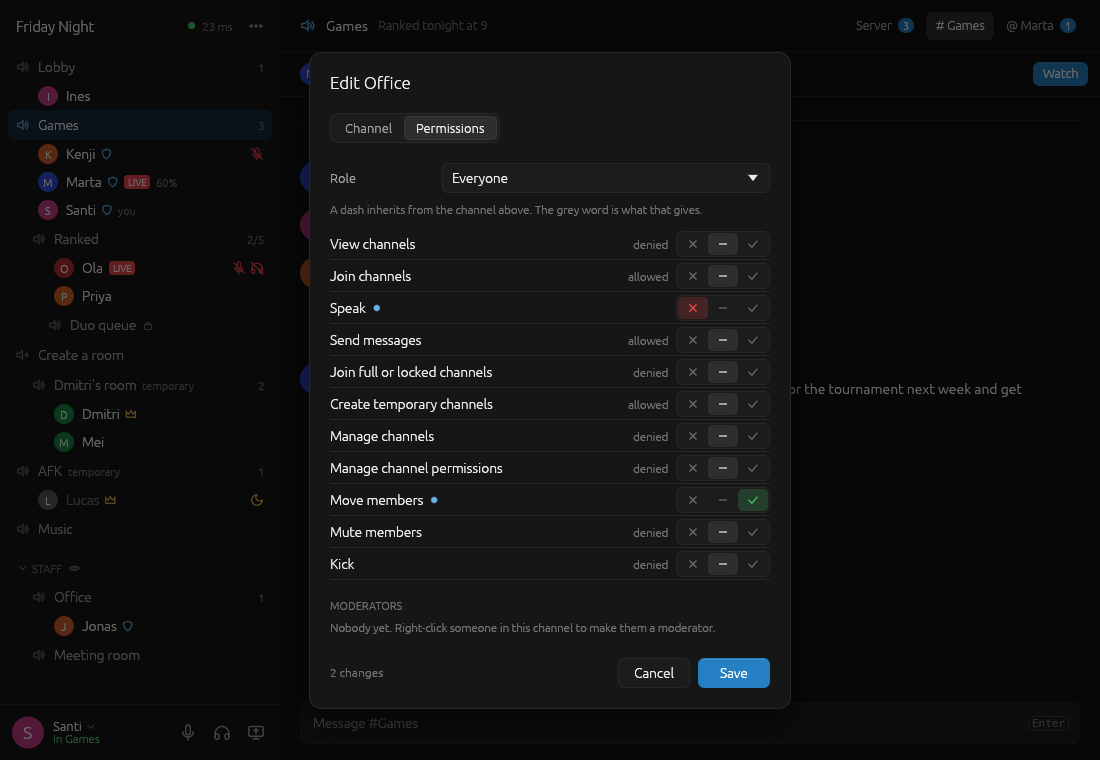 Friday Night
23 ms
Games
Ranked tonight at 9
Server 3
# Games
@ Marta 1
Watch
Lobby 1
I Ines
Games 3
K Kenji
M Marta LIVE 60%
S Santi you
Ranked 2/5
O Ola LIVE
P Priya
Duo queue
Create a room
Dmitri's room temporary 2
D Dmitri
M Mei
AFK temporary 1
L Lucas
Music
STAFF
Office 1
J Jonas
Meeting room
S Santi
In Games
Edit Office
Channel Permissions
Role Everyone
A dash inherits from the channel above. The grey word is what that gives.
View channels denied
Join channels allowed
Speak
Send messages allowed
Join full or locked channels denied
Create temporary channels allowed
Manage channels denied
Manage channel permissions denied
Move members
Mute members denied
Kick denied
MODERATORS
Nobody yet. Right-click someone in this channel to make them a moderator.
2 changes Cancel Save
or the tournament next week and get
Message #Games Enter